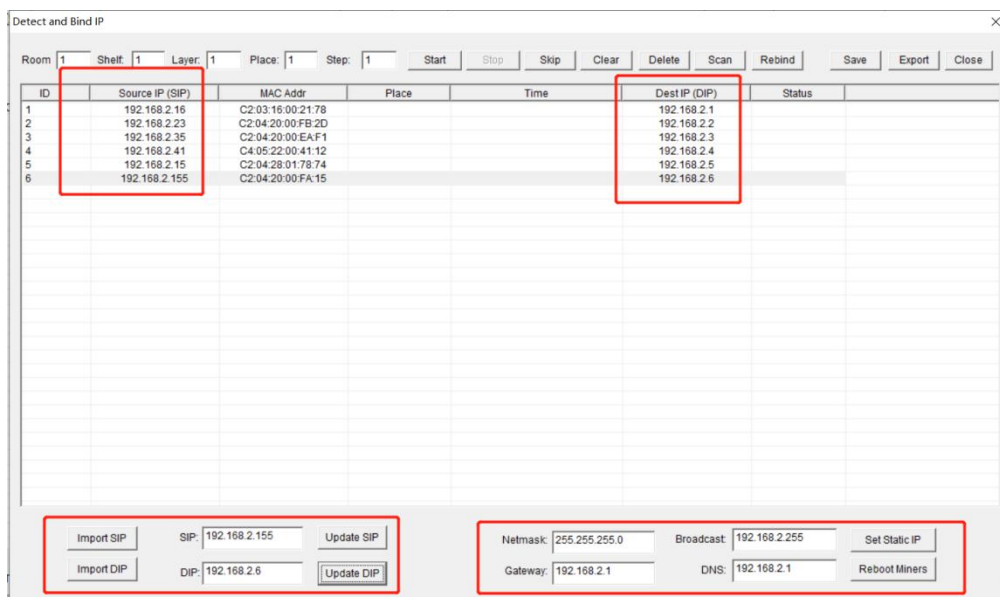 Detect and Bind IP
Room 1 Shelf: 1 Layer: 1 Place: 1 Step: 1 Start Stop Skip Clear Delete Scan Rebind Save Export Close
ID Source IP (SIP) MAC Addr Place Time Dest IP (DIP) Status
1 192.168.2.16 C2:03:16:00:21:78 192.168.2.1
2 192.168.2.23 C2:04:20:00:FB:2D 192.168.2.2
3 192.168.2.35 C2:04:20:00:EA:F1 192.168.2.3
4 192.168.2.41 C4:05:22:00:41:12 192.168.2.4
5 192.168.2.15 C2:04:28:01:78:74 192.168.2.5
6 192.168.2.155 C2:04:20:00:FA:15 192.168.2.6
Import SIP SIP: 192.168.2.155 Update SIP Netmask: 255.255.255.0 Broadcast: 192.168.2.255 Set Static IP
Import DIP DIP: 192.168.2.6 Update DIP Gateway: 192.168.2.1 DNS: 192.168.2.1 Reboot Miners